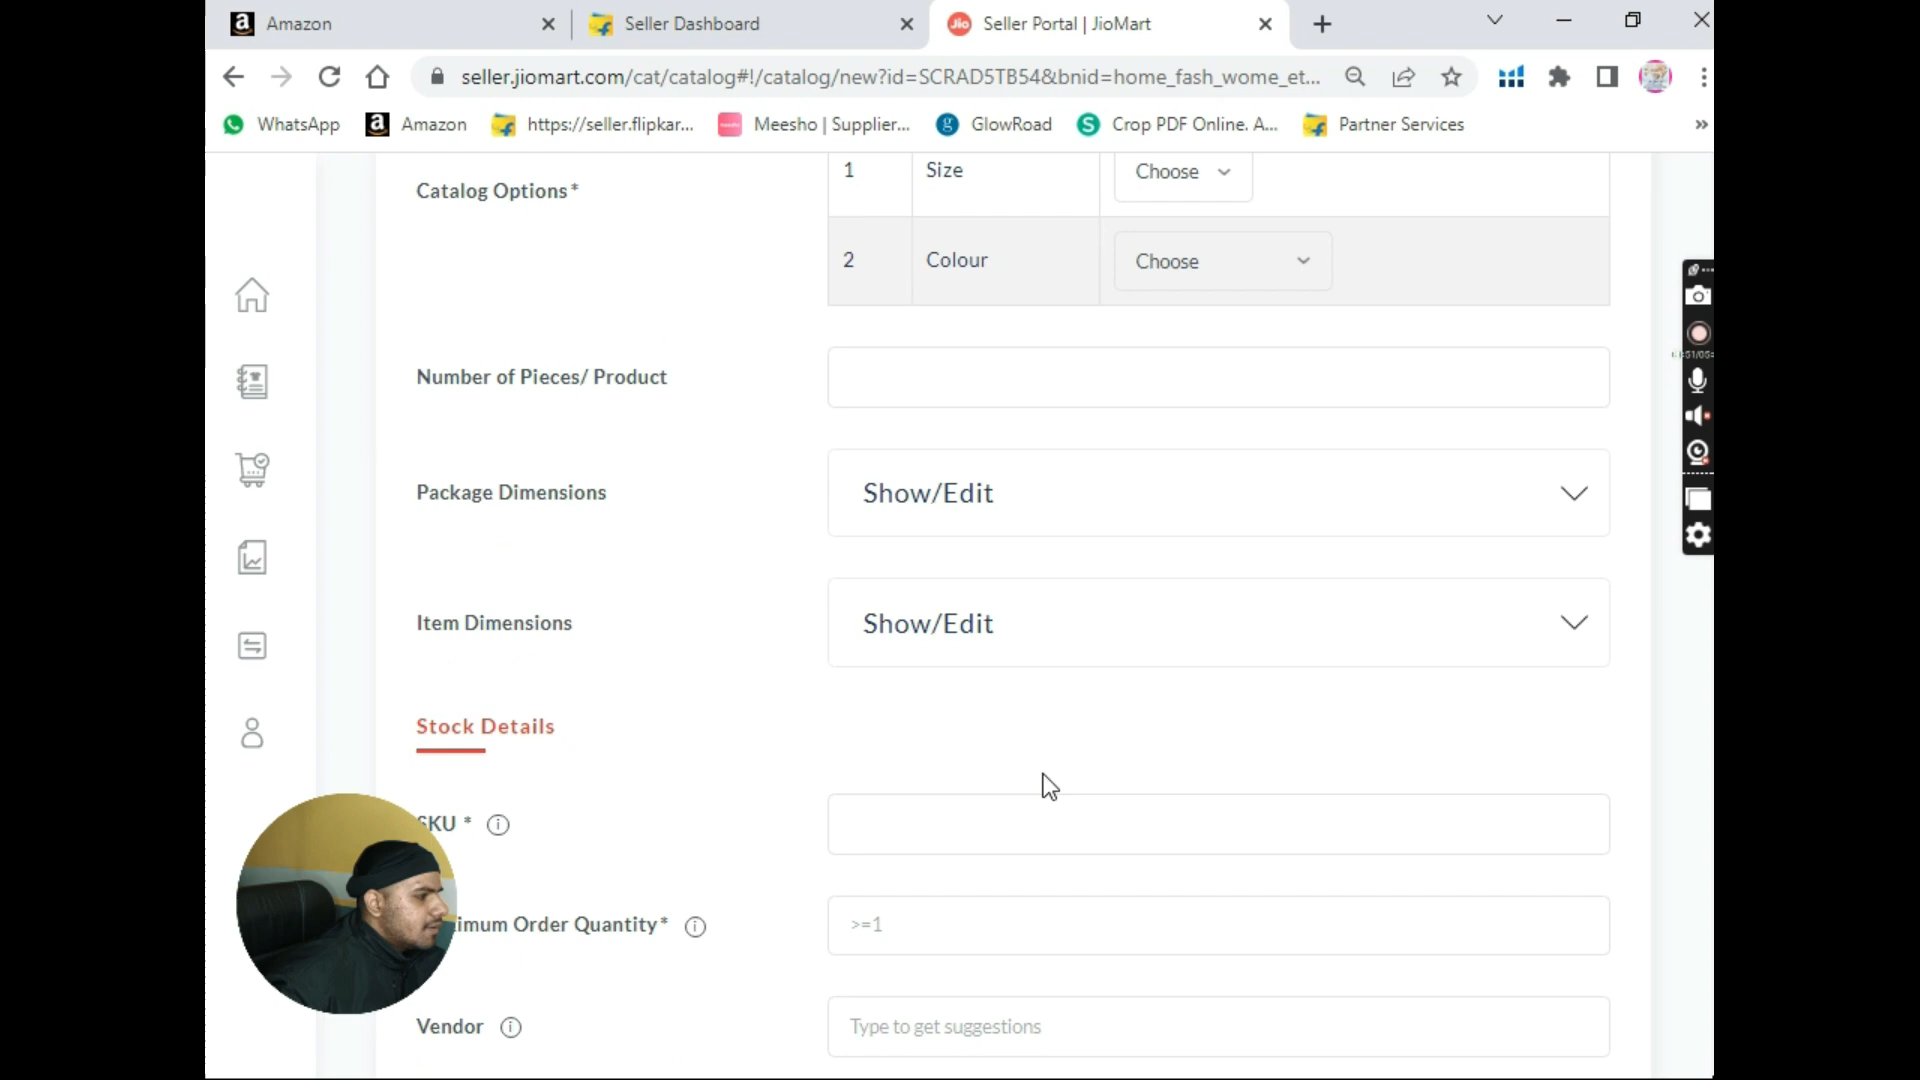 Amazon
Seller Dashboard
Seller Portal | JioMart
seller.jiomart.com/cat/catalog#!/catalog/new?id=SCRAD5TB54&bnid=home_fash_wome_et...
WhatsApp
Amazon
https://seller.flipkar...
Meesho | Supplier...
GlowRoad
Crop PDF Online. A...
Partner Services
Catalog Options*
1 Size Choose
2 Colour Choose
Number of Pieces/ Product
Package Dimensions Show/Edit
Item Dimensions Show/Edit
Stock Details
SKU *
imum Order Quantity* >=1
Vendor Type to get suggestions